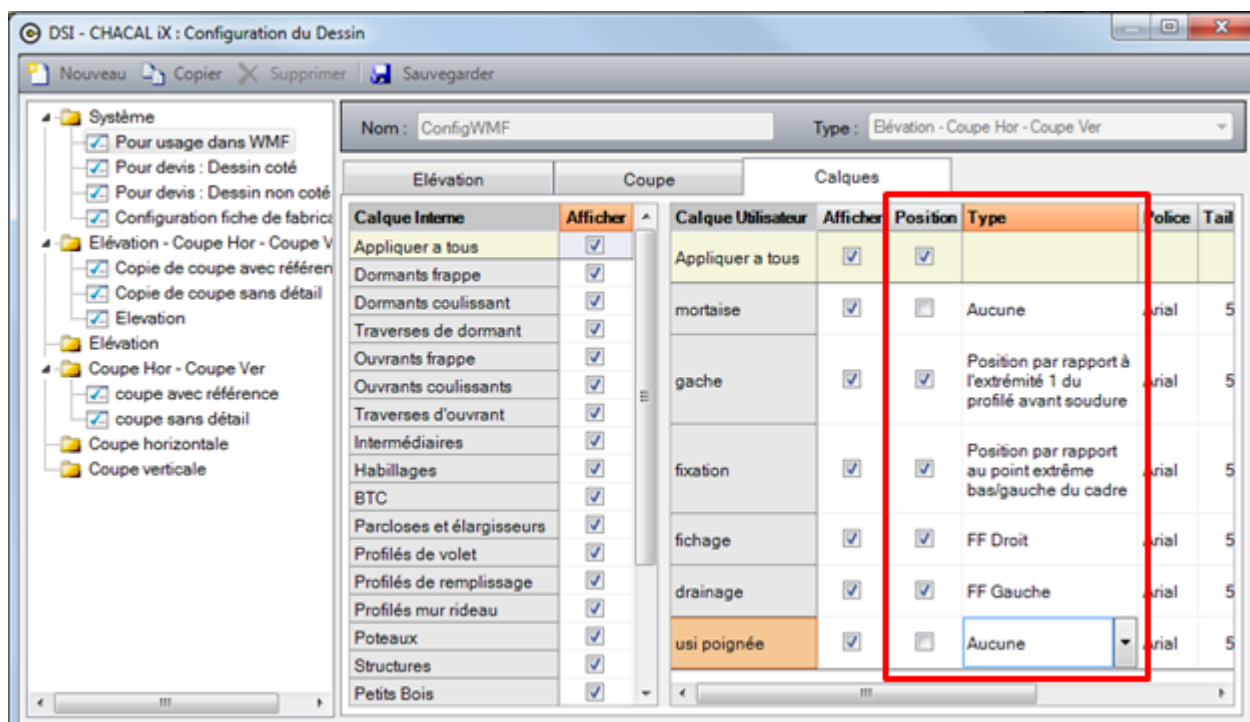 DSI - CHACAL iX : Configuration du Dessin
Nouveau Copier Supprimer Sauvegarder
Système
Pour usage dans WMF
Pour devis : Dessin coté
Pour devis : Dessin non coté
Configuration fiche de fabrica
Elévation - Coupe Hor - Coupe V
Copie de coupe avec référen
Copie de coupe sans détail
Elevation
Elévation
Coupe Hor - Coupe Ver
coupe avec référence
coupe sans détail
Coupe horizontale
Coupe verticale
Nom : ConfigWMF Type : Elévation - Coupe Hor - Coupe Ver
Elévation Coupe Calques
Calque Interne Afficher
Appliquer a tous
Dormants frappe
Dormants coulissant
Traverses de dormant
Ouvrants frappe
Ouvrants coulissants
Traverses d'ouvrant
Intermédiaires
Habillages
BTC
Parcloses et élargisseurs
Profilés de volet
Profilés de remplissage
Profilés mur rideau
Poteaux
Structures
Petits Bois
Calque Utilisateur Afficher Position Type Police Tail
Appliquer a tous
mortaise Aucune Arial 5
gache Position par rapport à
l'extrémité 1 du
profilé avant soudure Arial 5
fixation Position par rapport
au point extrême
bas/gauche du cadre Arial 5
fichage FF Droit Arial 5
drainage FF Gauche Arial 5
usi poignée Aucune Arial 5